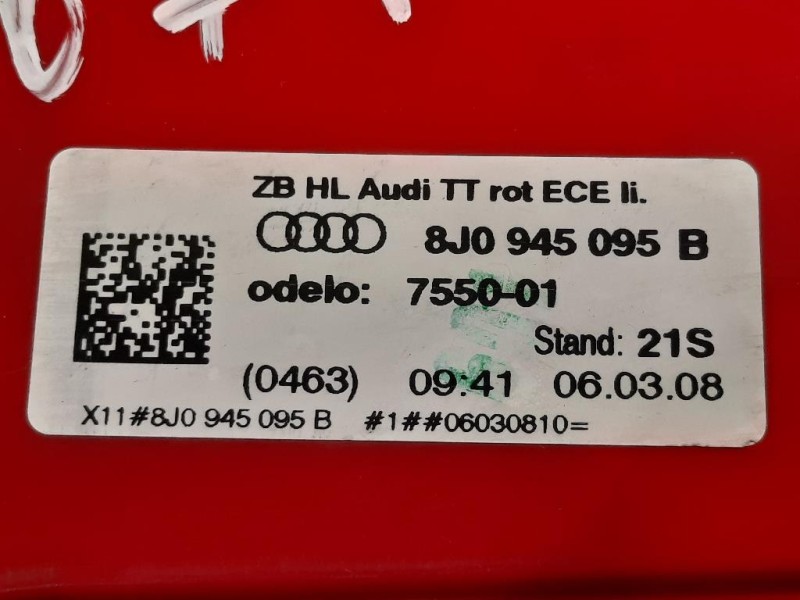 ZB HL Audi TT rot ECE li.
8J0 945 095 B
odelo: 7550-01
Stand: 21S
(0463) 09:41 06.03.08
X11#8J0 945 095 B #1##06030810=